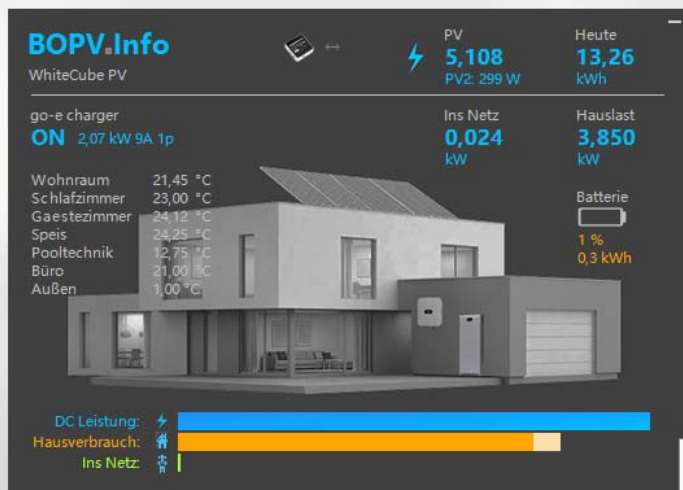 BOPV.Info
WhiteCube PV
PV
5,108
PV2: 299 W
Heute
13,26
kWh
go-e charger
ON 2,07 kW 9A 1p
Ins Netz
0,024
kW
Hauslast
3,850
kW
Wohnraum 21,45 °C
Schlafzimmer 23,00 °C
Gaestezimmer 24,12 °C
Speis 24,25 °C
Pooltechnik 12,75 °C
Büro 21,00 °C
Außen 1,00 °C
Batterie
1 %
0,3 kWh
DC Leistung:
Hausverbrauch:
Ins Netz: